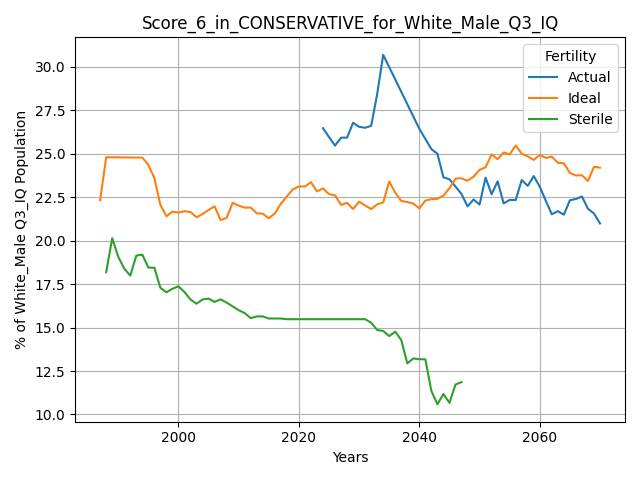 Score_6_in_CONSERVATIVE_for_White_Male_Q3_IQ
Fertility
Actual
Ideal
Sterile
% of White_Male Q3_IQ Population
30.0
27.5
25.0
22.5
20.0
17.5
15.0
12.5
10.0
2000
2020
2040
2060
Years